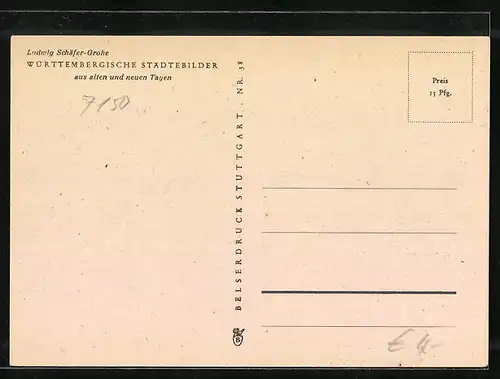 Ludwig Schäfer-Grohe
WÜRTTEMBERGISCHE STÄDTEBILDER
aus alten und neuen Tagen
7150
BELSERDRUCK STUTTGART . NR. 38
Preis
15 Pfg.
B
€ 4,-